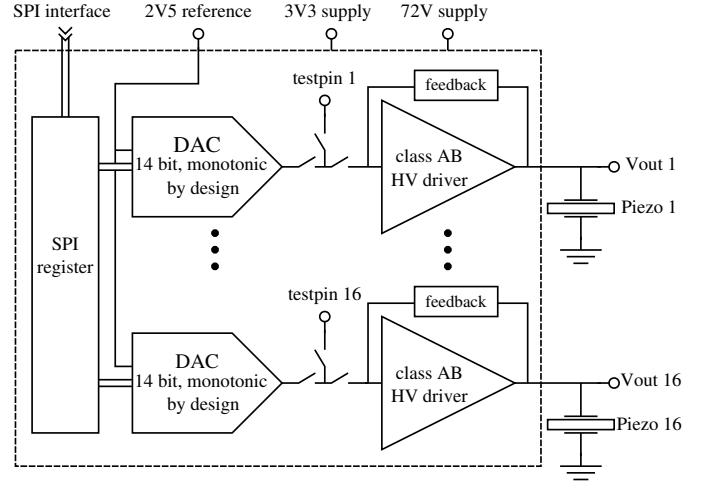 SPI interface
2V5 reference
3V3 supply
72V supply
testpin 1
feedback
DAC
14 bit, monotonic
by design
class AB
HV driver
Vout 1
Piezo 1
SPI
register
testpin 16
feedback
DAC
14 bit, monotonic
by design
class AB
HV driver
Vout 16
Piezo 16